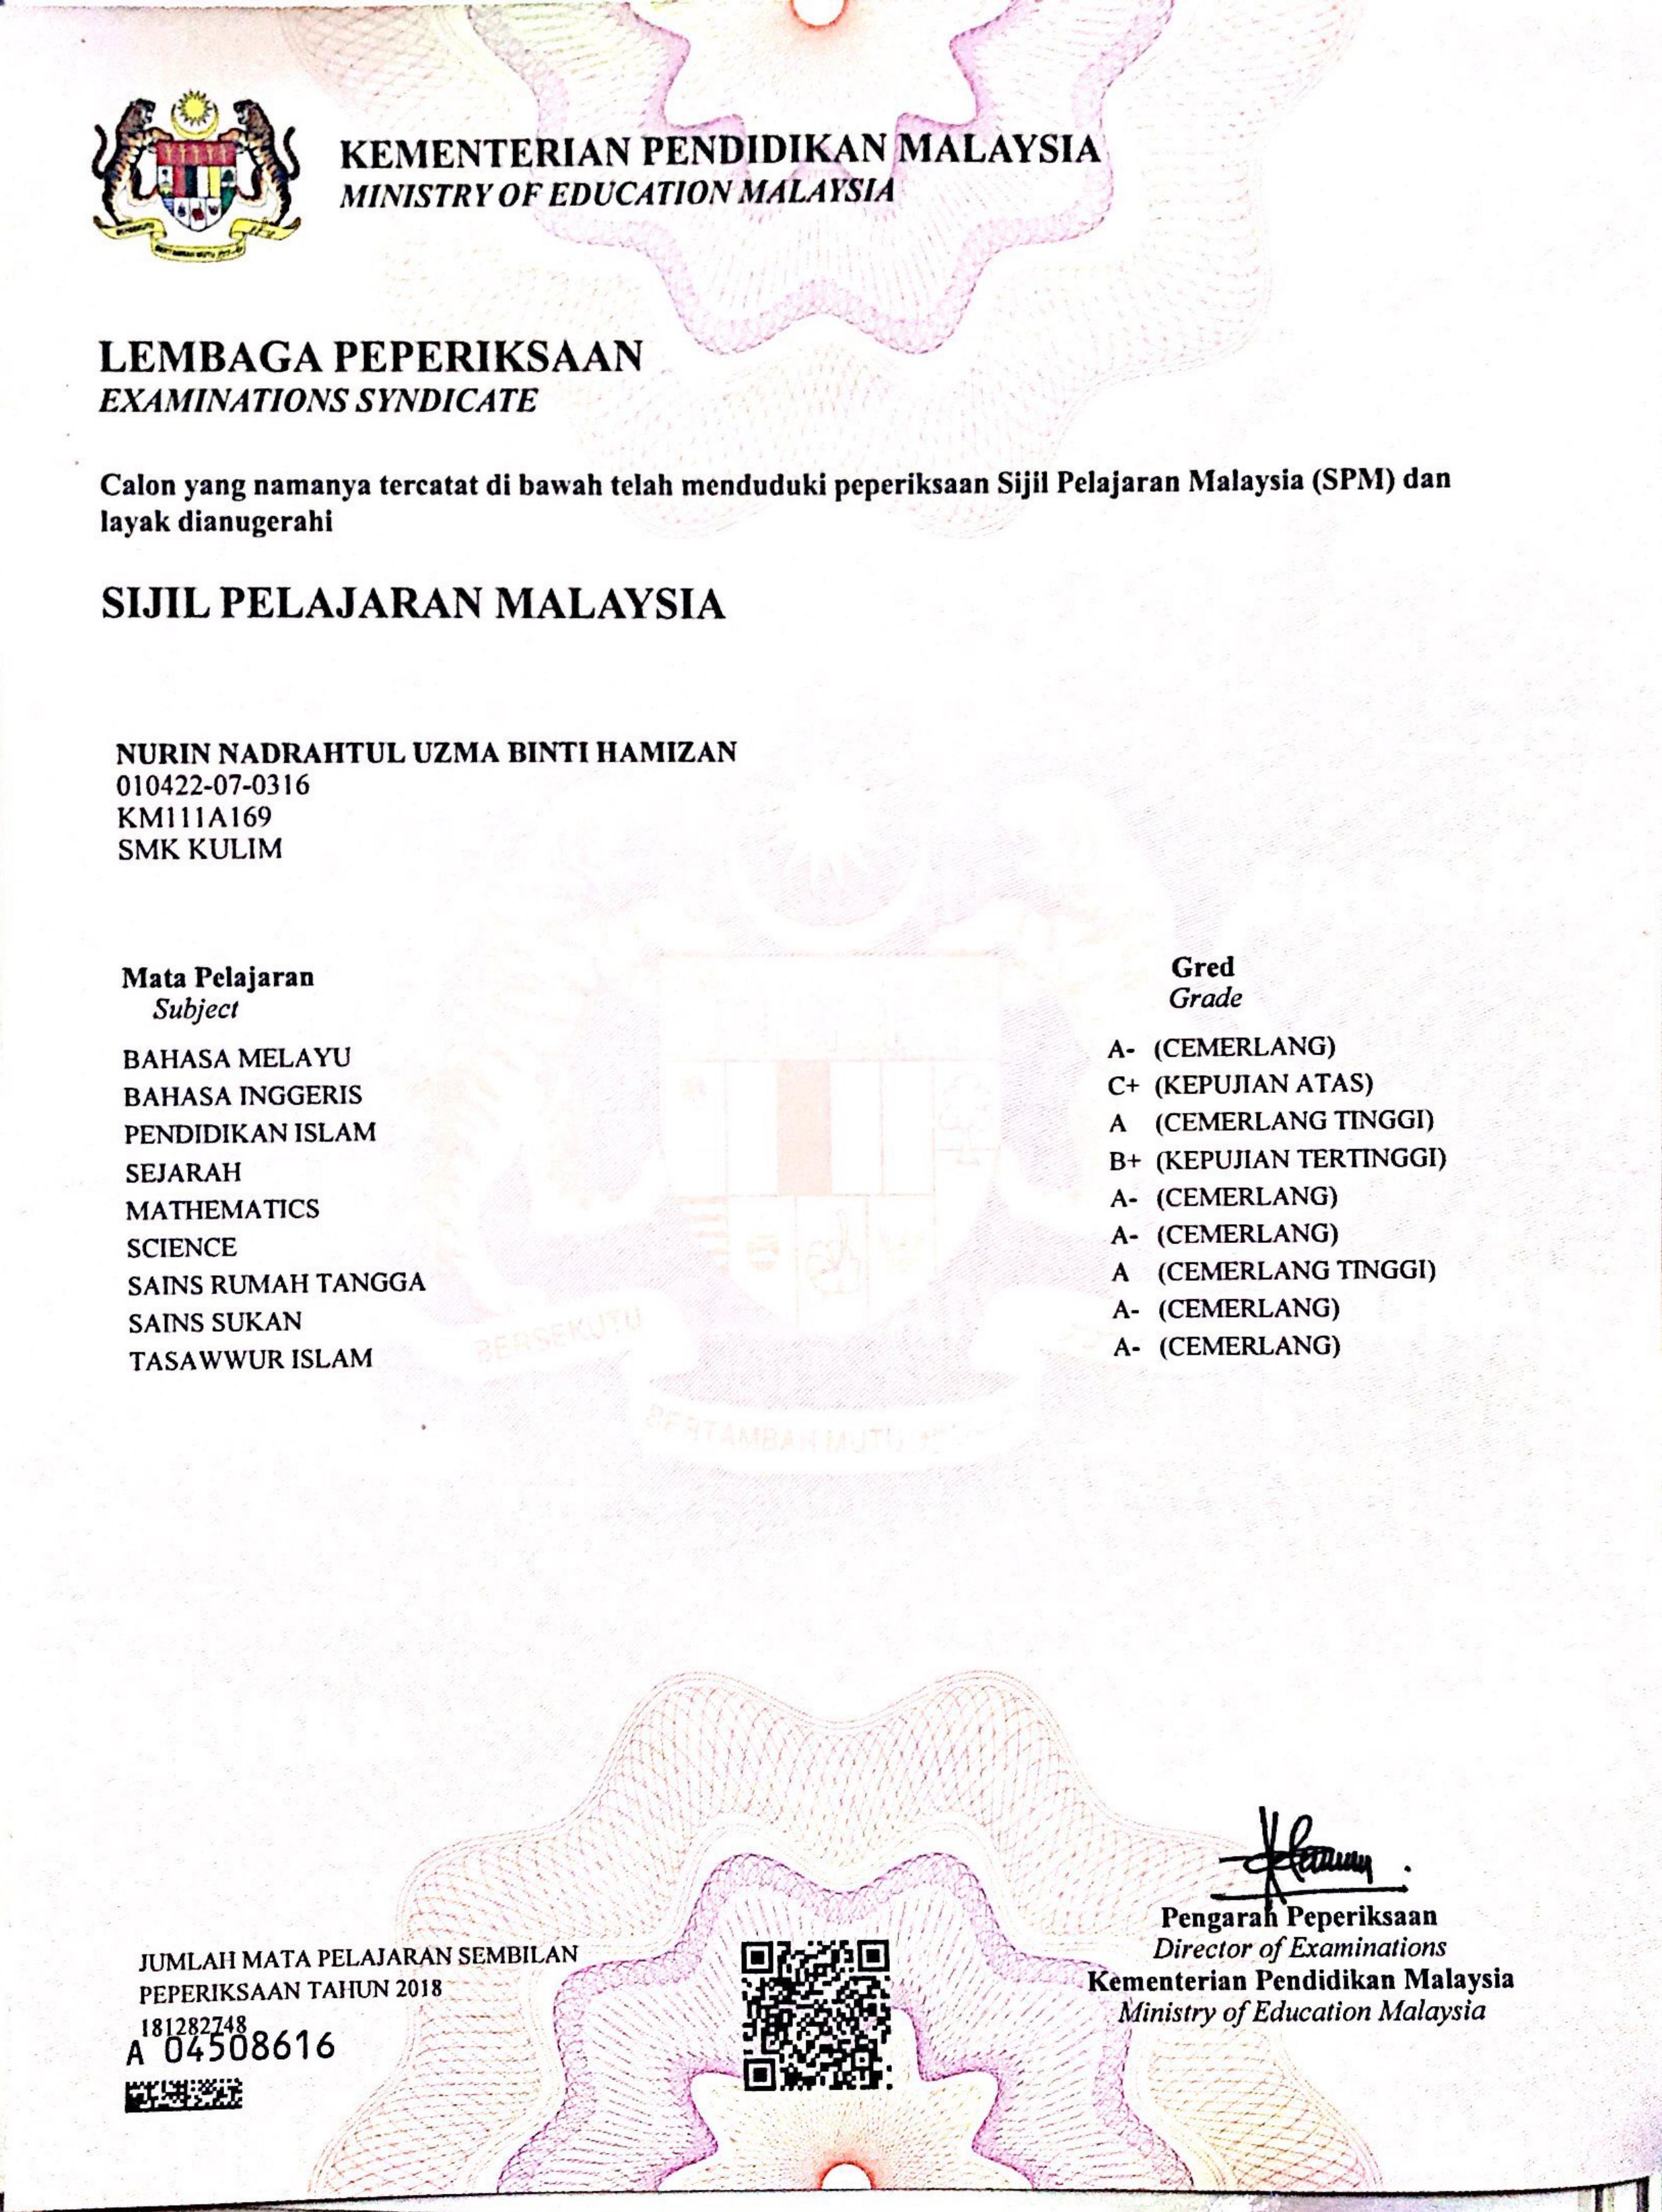 KEMENTERIAN PENDIDIKAN MALAYSIA
MINISTRY OF EDUCATION MALAYSIA
LEMBAGA PEPERIKSAAN
EXAMINATIONS SYNDICATE
Calon yang namanya tercatat di bawah telah menduduki peperiksaan Sijil Pelajaran Malaysia (SPM) dan
layak dianugerahi
SIJIL PELAJARAN MALAYSIA
NURIN NADRAHTUL UZMA BINTI HAMIZAN
010422-07-0316
KM111A169
SMK KULIM
Mata Pelajaran Gred
Subject Grade
BAHASA MELAYU A- (CEMERLANG)
BAHASA INGGERIS C+ (KEPUJIAN ATAS)
PENDIDIKAN ISLAM A (CEMERLANG TINGGI)
SEJARAH B+ (KEPUJIAN TERTINGGI)
MATHEMATICS A- (CEMERLANG)
SCIENCE A- (CEMERLANG)
SAINS RUMAH TANGGA A (CEMERLANG TINGGI)
SAINS SUKAN A- (CEMERLANG)
TASAWWUR ISLAM A- (CEMERLANG)
BERSEKUTU
BERTAMBAH MUTU
Pengarah Peperiksaan
Director of Examinations
Kementerian Pendidikan Malaysia
Ministry of Education Malaysia
JUMLAH MATA PELAJARAN SEMBILAN
PEPERIKSAAN TAHUN 2018
181282748
A 04508616